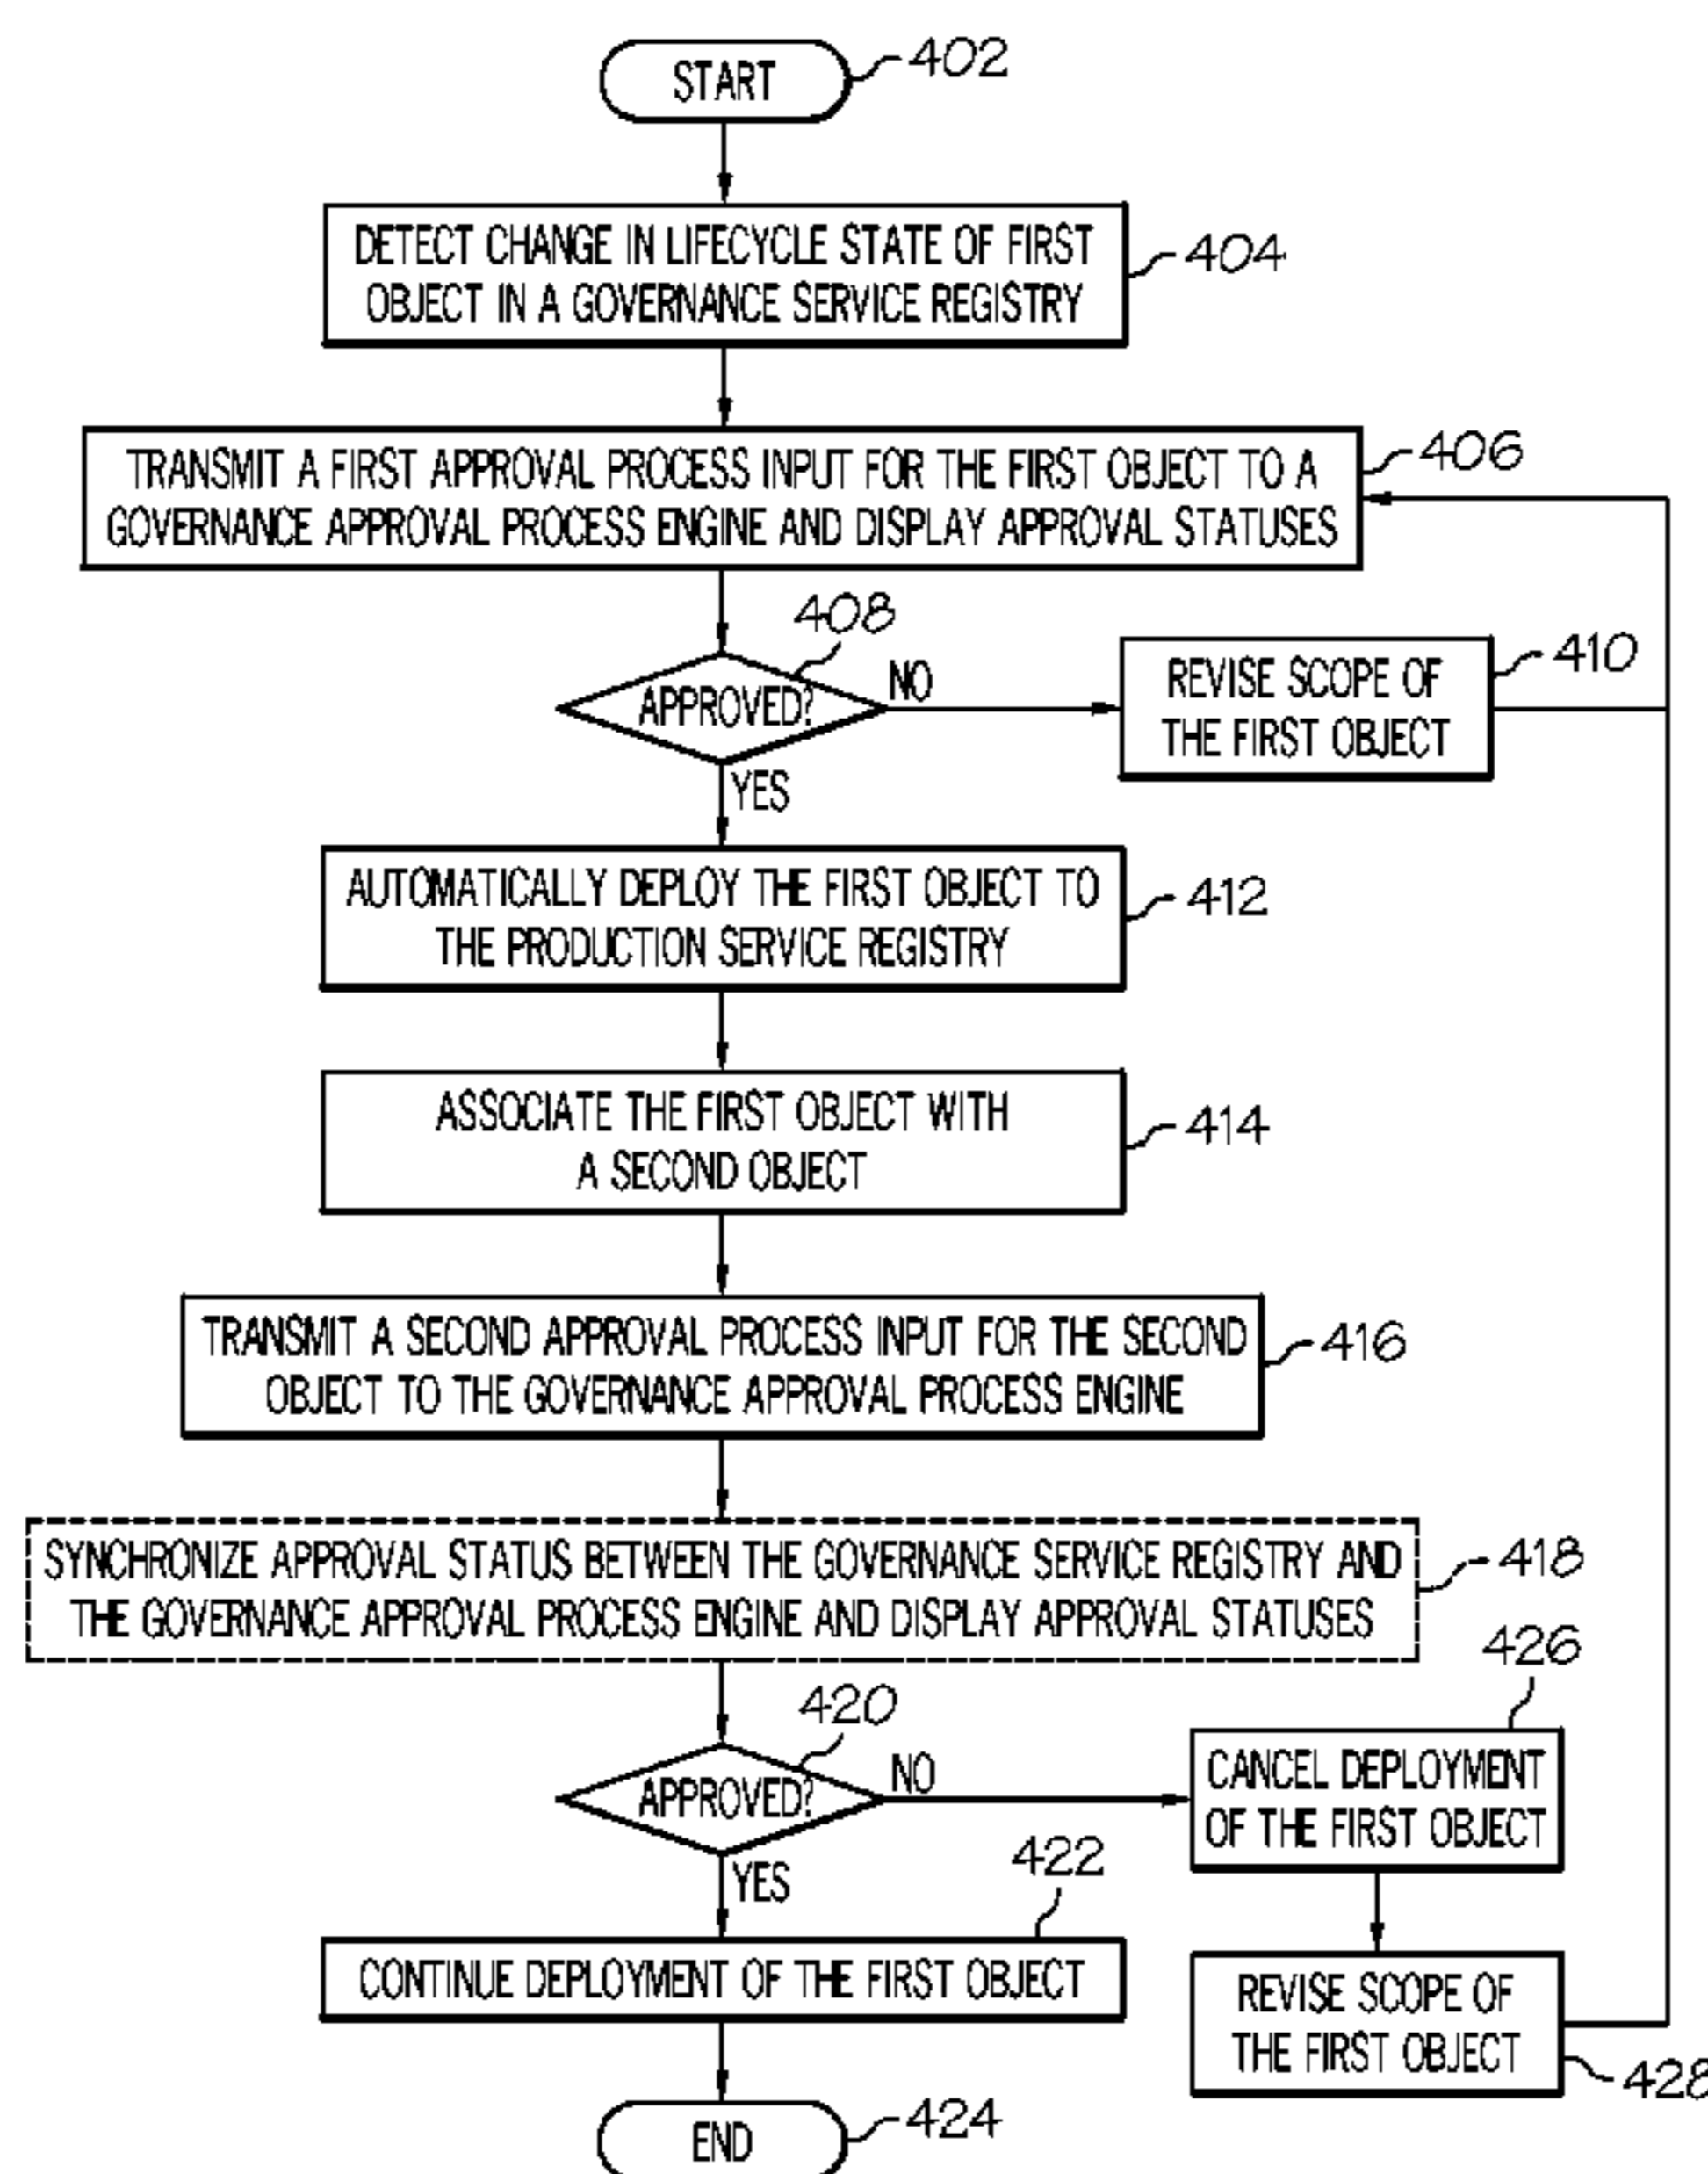 START
402
DETECT CHANGE IN LIFECYCLE STATE OF FIRST
OBJECT IN A GOVERNANCE SERVICE REGISTRY
404
TRANSMIT A FIRST APPROVAL PROCESS INPUT FOR THE FIRST OBJECT TO A
GOVERNANCE APPROVAL PROCESS ENGINE AND DISPLAY APPROVAL STATUSES
406
408
APPROVED?
NO
YES
REVISE SCOPE OF
THE FIRST OBJECT
410
AUTOMATICALLY DEPLOY THE FIRST OBJECT TO
THE PRODUCTION SERVICE REGISTRY
412
ASSOCIATE THE FIRST OBJECT WITH
A SECOND OBJECT
414
TRANSMIT A SECOND APPROVAL PROCESS INPUT FOR THE SECOND
OBJECT TO THE GOVERNANCE APPROVAL PROCESS ENGINE
416
SYNCHRONIZE APPROVAL STATUS BETWEEN THE GOVERNANCE SERVICE REGISTRY AND
THE GOVERNANCE APPROVAL PROCESS ENGINE AND DISPLAY APPROVAL STATUSES
418
420
APPROVED?
NO
YES
426
CANCEL DEPLOYMENT
OF THE FIRST OBJECT
422
CONTINUE DEPLOYMENT OF THE FIRST OBJECT
REVISE SCOPE OF
THE FIRST OBJECT
428
END
424